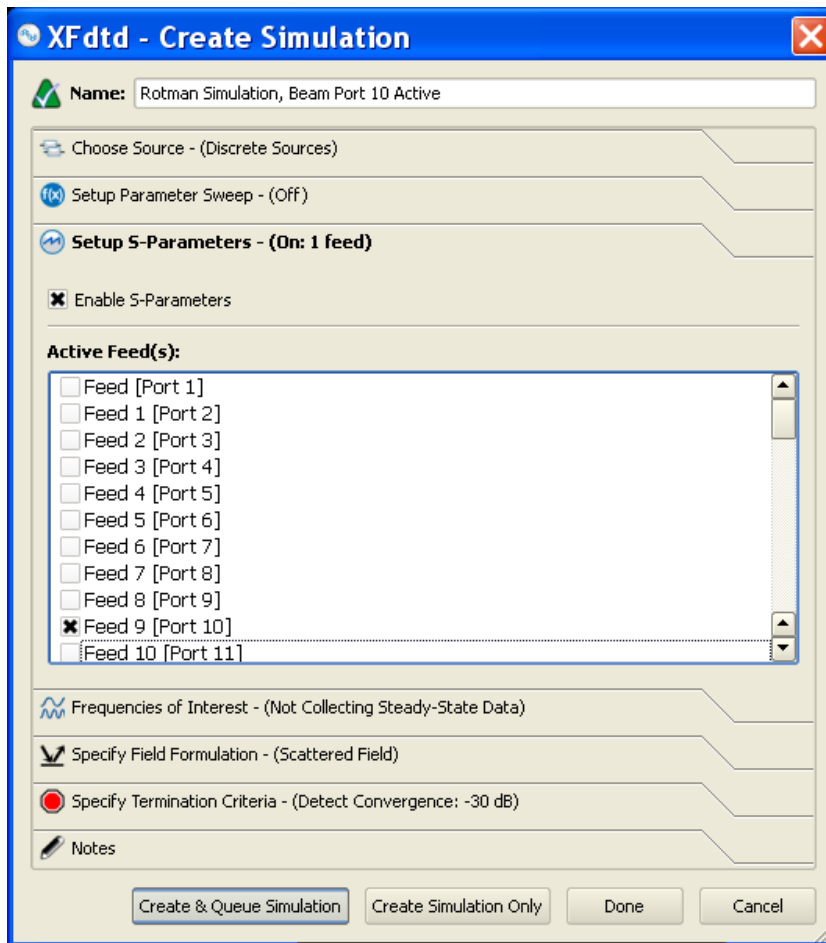 XFdtd - Create Simulation
Name: Rotman Simulation, Beam Port 10 Active
Choose Source - (Discrete Sources)
f(x) Setup Parameter Sweep - (Off)
Setup S-Parameters - (On: 1 feed)
Enable S-Parameters
Active Feed(s):
Feed [Port 1]
Feed 1 [Port 2]
Feed 2 [Port 3]
Feed 3 [Port 4]
Feed 4 [Port 5]
Feed 5 [Port 6]
Feed 6 [Port 7]
Feed 7 [Port 8]
Feed 8 [Port 9]
Feed 9 [Port 10]
Feed 10 [Port 11]
Frequencies of Interest - (Not Collecting Steady-State Data)
Specify Field Formulation - (Scattered Field)
Specify Termination Criteria - (Detect Convergence: -30 dB)
Notes
Create & Queue Simulation Create Simulation Only Done Cancel